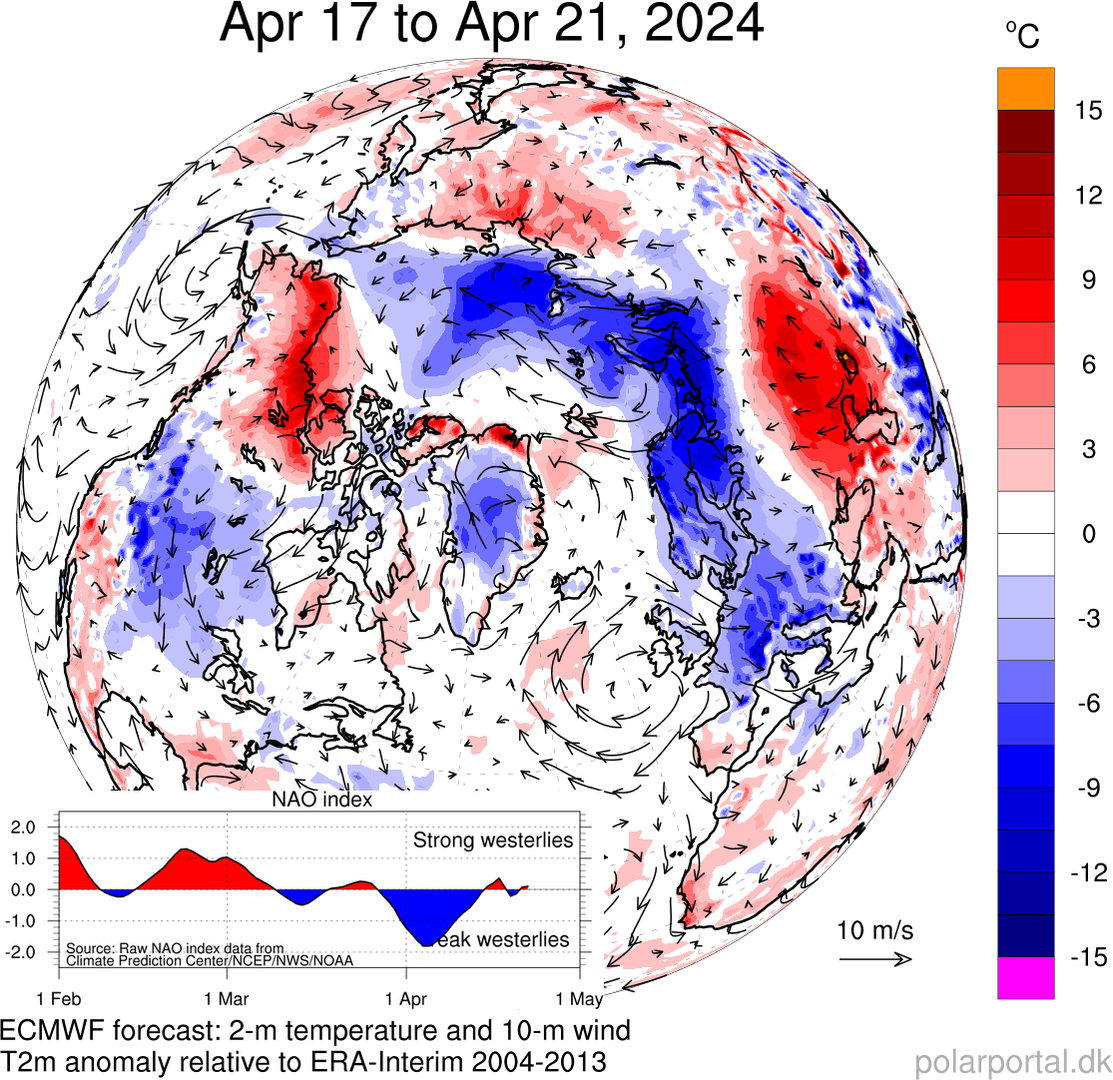 Apr 17 to Apr 21, 2024
°C
15
12
9
6
3
0
-3
-6
-9
-12
-15
10 m/s
NAO index
2.0
1.0
0.0
-1.0
-2.0
Strong westerlies
eak westerlies
Source: Raw NAO index data from
Climate Prediction Center/NCEP/NWS/NOAA
1 Feb
1 Mar
1 Apr
1 May
ECMWF forecast: 2-m temperature and 10-m wind
T2m anomaly relative to ERA-Interim 2004-2013
polarportal.dk